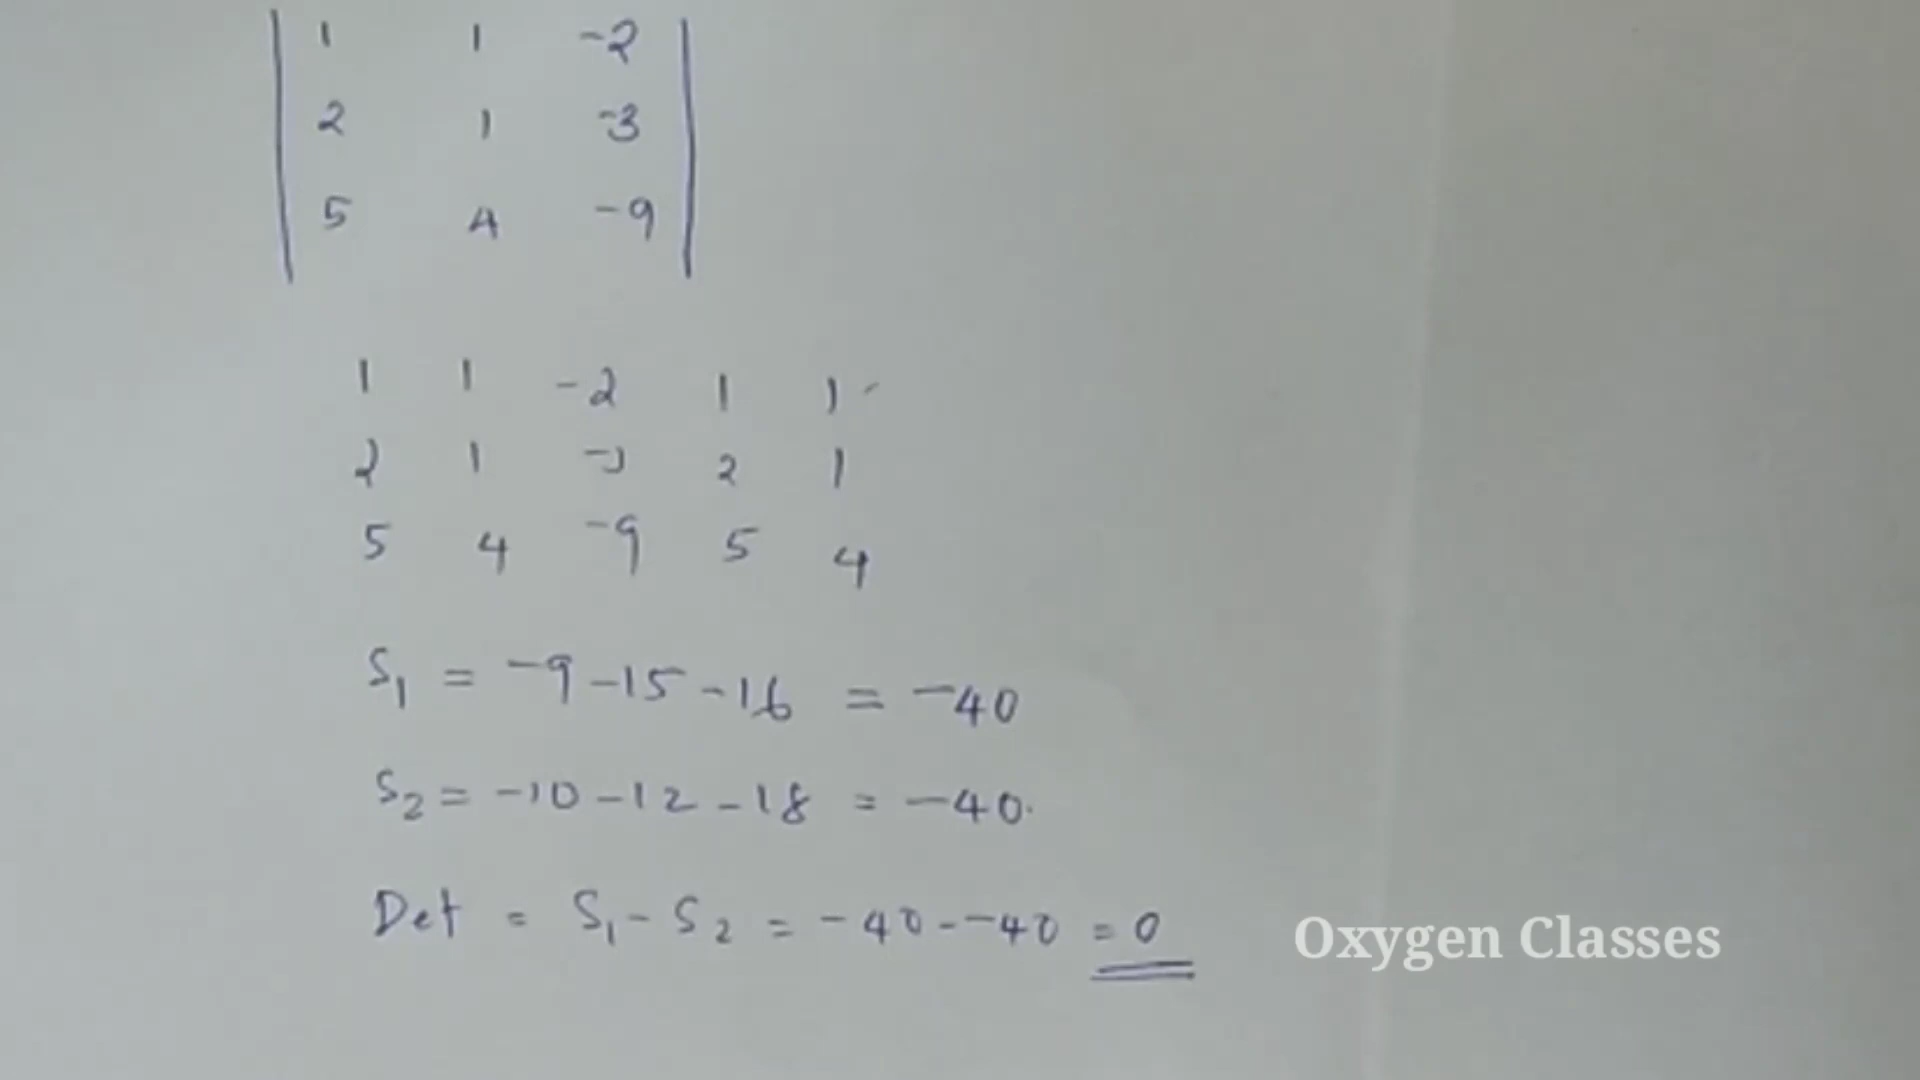 1 1 -2
2 1 -3
5 4 -9
1 1 -2 1 1
2 1 -3 2 1
5 4 -9 5 4
S₁ = -9 -15 -16 = -40
S₂ = -10 -12 -18 = -40.
Det = S₁ - S₂ = -40 - -40 = 0
Oxygen Classes